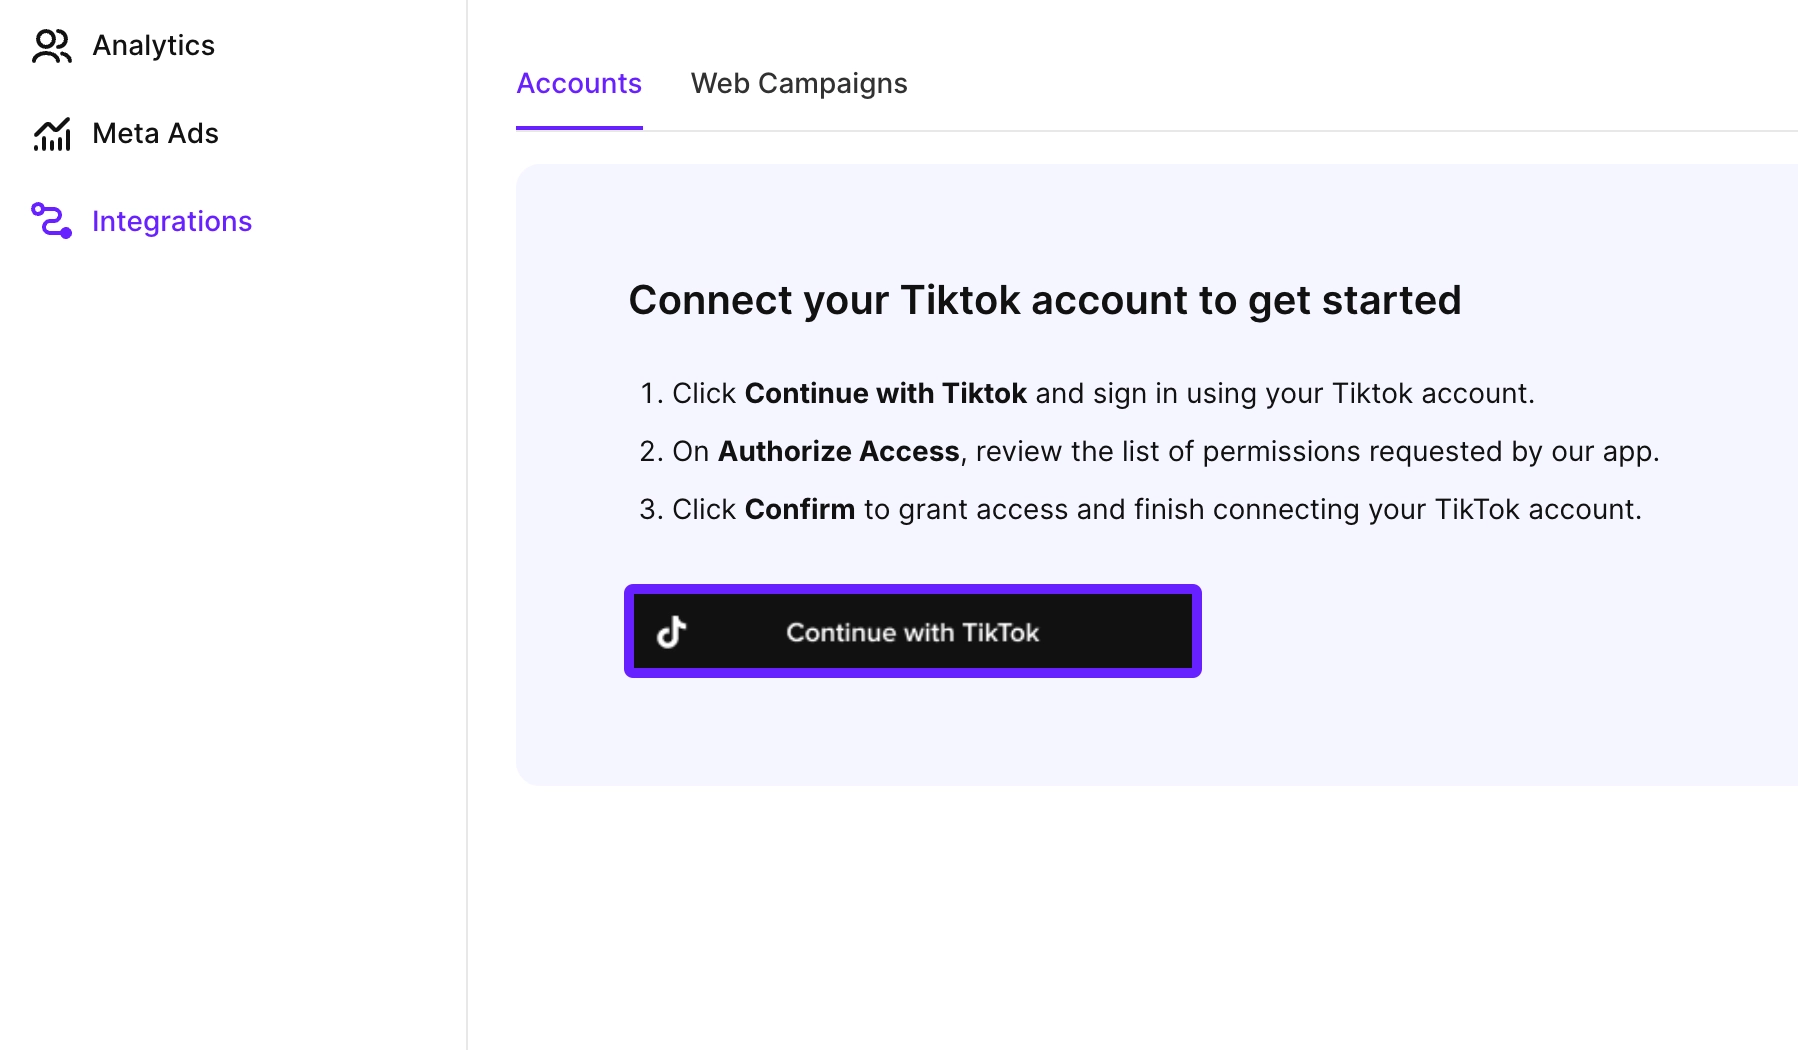 Analytics
Meta Ads
Integrations
Accounts
Web Campaigns
Connect your Tiktok account to get started
1. Click Continue with Tiktok and sign in using your Tiktok account.
2. On Authorize Access, review the list of permissions requested by our app.
3. Click Confirm to grant access and finish connecting your TikTok account.
Continue with TikTok